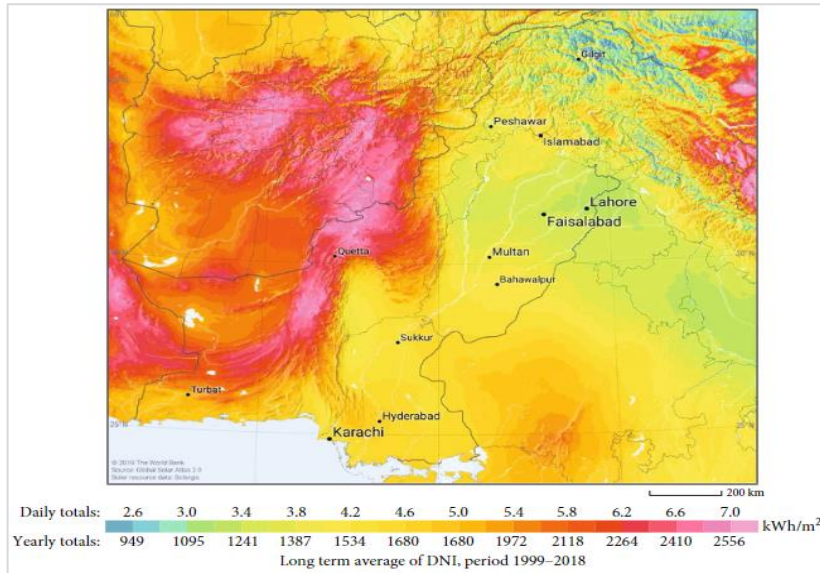 Gilgit
Peshawar
Islamabad
Lahore
Faisalabad
Quetta
Multan
30° N
Bahawalpur
Sukkur
Turbat
Hyderabad
25° N
25° N
Karachi
© 2019 The World Bank
Source: Global Solar Atlas 2.0
Solar resource data: Solargis
200 km
Daily totals: 2.6 3.0 3.4 3.8 4.2 4.6 5.0 5.4 5.8 6.2 6.6 7.0 kWh/m²
Yearly totals: 949 1095 1241 1387 1534 1680 1680 1972 2118 2264 2410 2556
Long term average of DNI, period 1999–2018